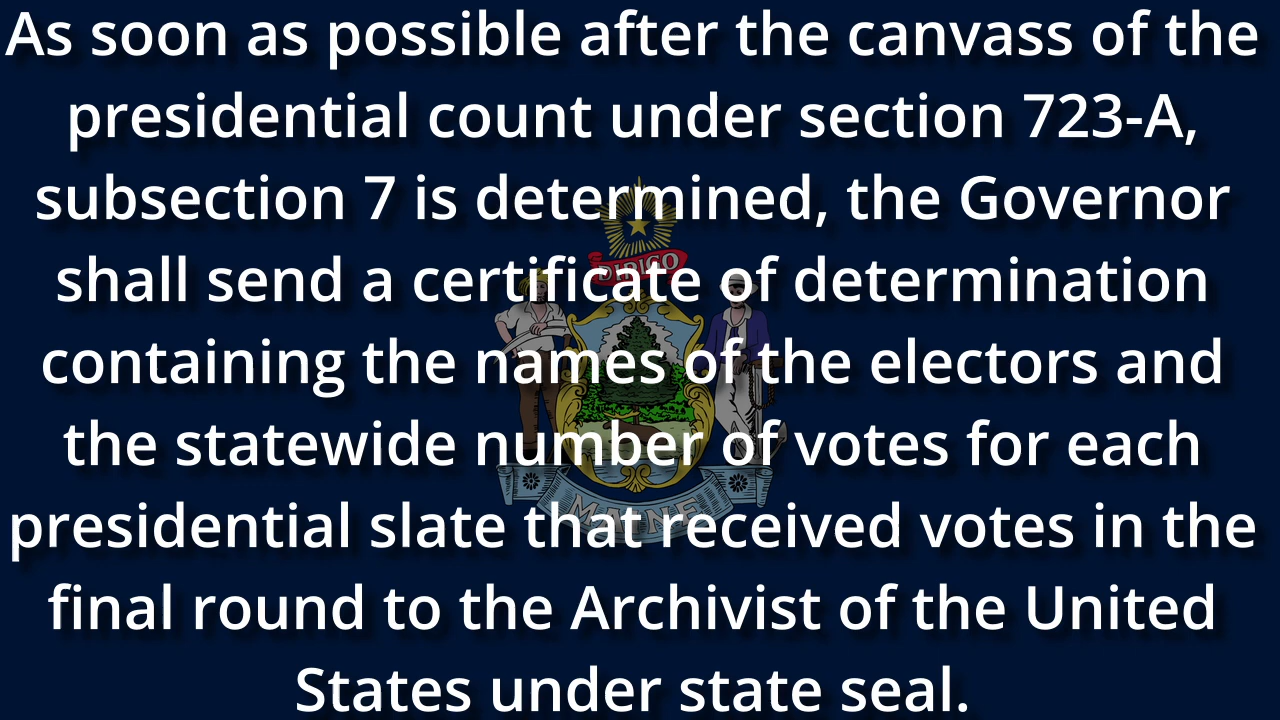 As soon as possible after the canvass of the
presidential count under section 723-A,
subsection 7 is determined, the Governor
shall send a certificate of determination
DIRIGO
containing the names of the electors and
the statewide number of votes for each
presidential slate that received votes in the
MAINE
final round to the Archivist of the United
States under state seal.